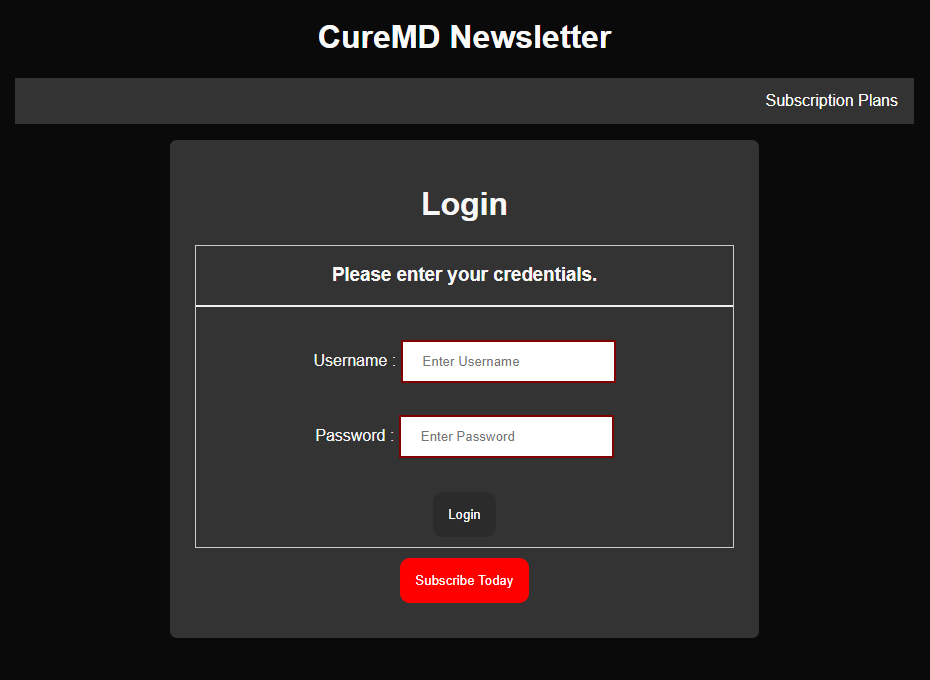 CureMD Newsletter
Subscription Plans
Login
Please enter your credentials.
Username : Enter Username
Password : Enter Password
Login
Subscribe Today